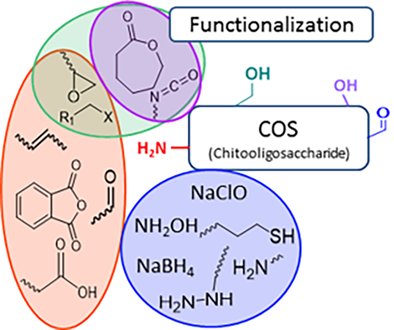 Functionalization
O
O
N=C=O
O
R₁ X
OH
OH
O
COS
(Chitooligosaccharide)
H₂N
O
O
O
O
O
OH
NaClO
NH₂OH
SH
NaBH₄
H₂N
H₂N-NH